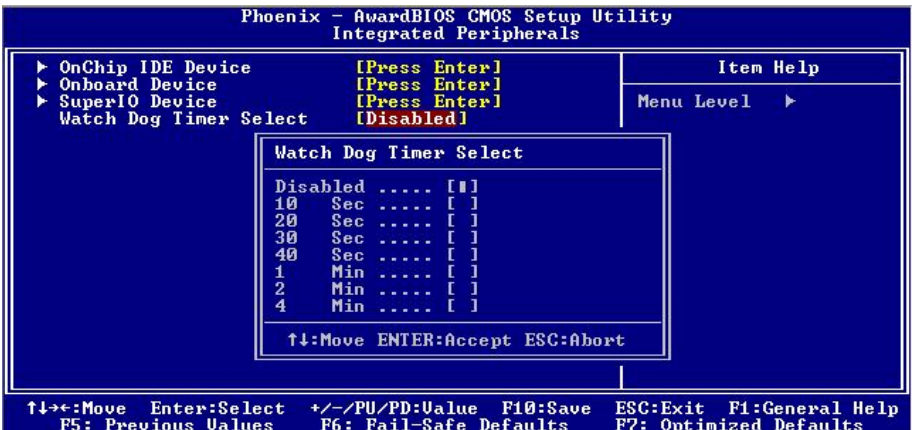 Phoenix - AwardBIOS CMOS Setup Utility
Integrated Peripherals
▶ OnChip IDE Device [Press Enter]
▶ Onboard Device [Press Enter]
▶ SuperIO Device [Press Enter]
Watch Dog Timer Select [Disabled]
Item Help
Menu Level ▶
Watch Dog Timer Select
Disabled ..... [■]
10 Sec ..... [ ]
20 Sec ..... [ ]
30 Sec ..... [ ]
40 Sec ..... [ ]
1 Min ..... [ ]
2 Min ..... [ ]
4 Min ..... [ ]
↑↓:Move ENTER:Accept ESC:Abort
↑↓→←:Move Enter:Select +/-/PU/PD:Value F10:Save ESC:Exit F1:General Help
F5: Previous Values F6: Fail-Safe Defaults F7: Optimized Defaults